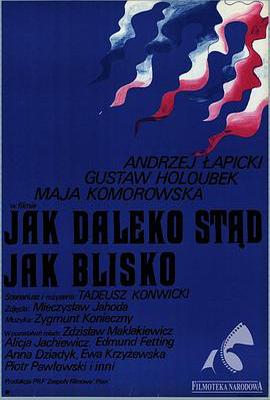 ANDRZEJ ŁAPICKI
GUSTAW HOLOUBEK
MAJA KOMOROWSKA
w filmie
JAK DALEKO STĄD
JAK BLISKO
Scenariusz i reżyseria: TADEUSZ KONWICKI
Zdjęcia: Mieczysław Jahoda
Muzyka: Zygmunt Konieczny
W pozostałych rolach: Zdzisław Maklakiewicz
Alicja Jachiewicz, Edmund Fetting
Anna Dziadyk, Ewa Krzyżewska
Piotr Pawłowski i inni
Produkcja PRF "Zespoły Filmowe" Plan
FILMOTEKA NARODOWA